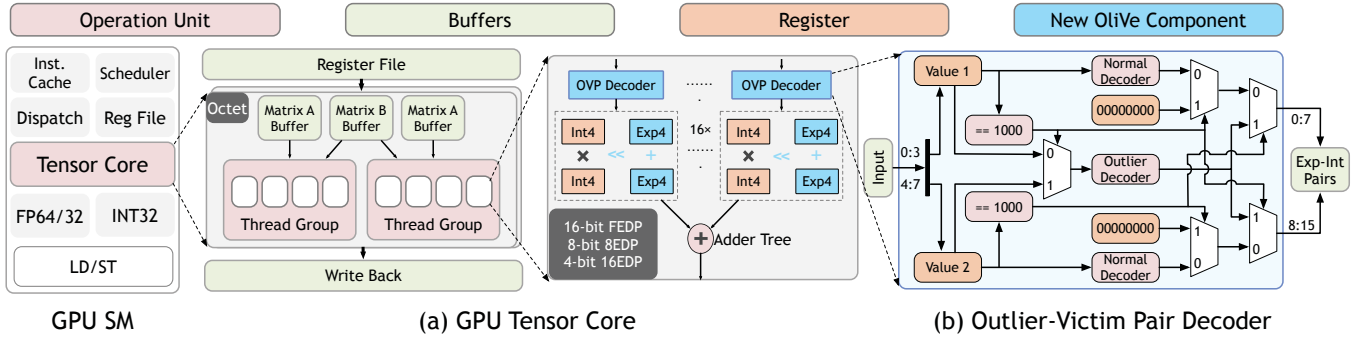 Operation Unit
Buffers
Register
New OliVe Component
Inst.
Cache
Scheduler
Dispatch
Reg File
Tensor Core
FP64/32
INT32
LD/ST
GPU SM
Register File
Octet
Matrix A
Buffer
Matrix B
Buffer
Matrix A
Buffer
Thread Group
Thread Group
Write Back
(a) GPU Tensor Core
OVP Decoder
......
.
OVP Decoder
Int4
Exp4
16×
Int4
Exp4
×
<<
+
......
.
×
<<
+
Int4
Exp4
Int4
Exp4
16-bit FEDP
8-bit 8EDP
4-bit 16EDP
+
Adder Tree
Input
0:3
4:7
Value 1
Normal
Decoder
0
00000000
1
0
1
0:7
== 1000
0
1
Outlier
Decoder
Exp-Int
Pairs
== 1000
00000000
1
0
1
0
8:15
Value 2
Normal
Decoder
(b) Outlier-Victim Pair Decoder